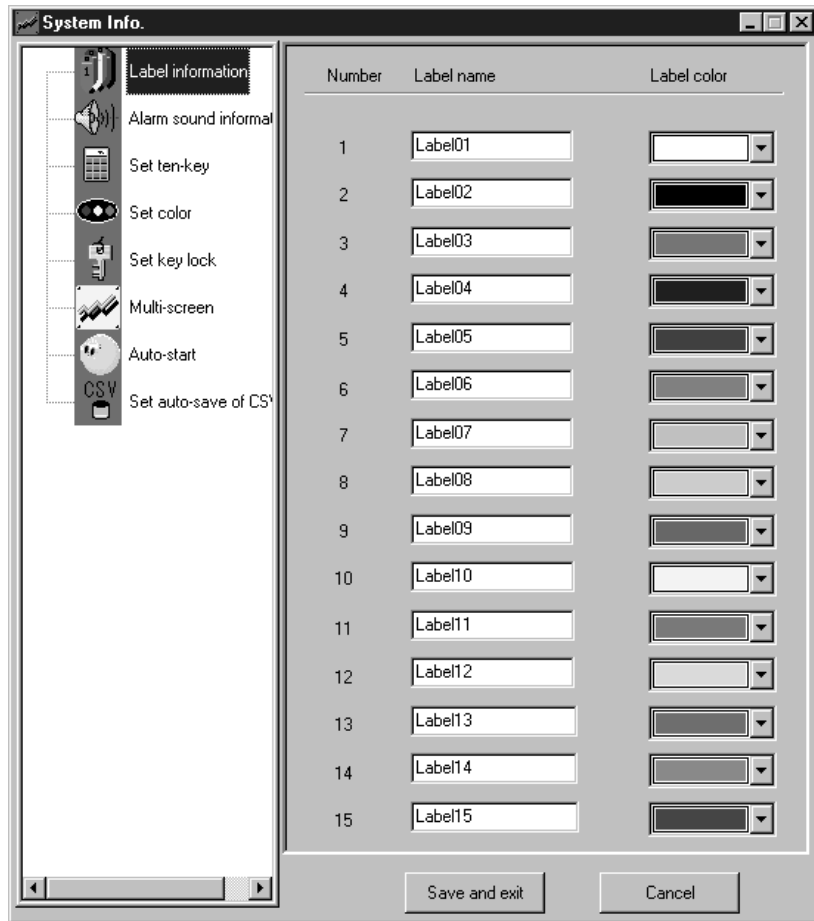 System Info.
Label information
Alarm sound informat
Set ten-key
Set color
Set key lock
Multi-screen
Auto-start
CSV
Set auto-save of CSV
Number Label name Label color
1 Label01
2 Label02
3 Label03
4 Label04
5 Label05
6 Label06
7 Label07
8 Label08
9 Label09
10 Label10
11 Label11
12 Label12
13 Label13
14 Label14
15 Label15
Save and exit Cancel